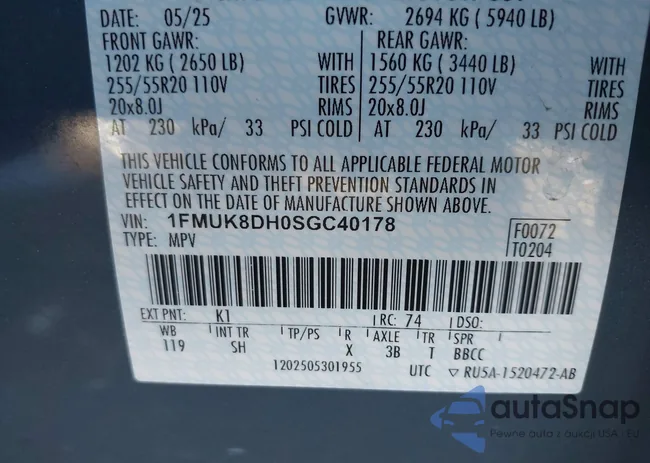 DATE: 05/25 GVWR: 2694 KG ( 5940 LB)
FRONT GAWR: REAR GAWR:
1202 KG ( 2650 LB) WITH 1560 KG ( 3440 LB) WITH
255/55R20 110V TIRES 255/55R20 110V TIRES
20x8.0J RIMS 20x8.0J RIMS
AT 230 kPa/ 33 PSI COLD AT 230 kPa/ 33 PSI COLD
THIS VEHICLE CONFORMS TO ALL APPLICABLE FEDERAL MOTOR
VEHICLE SAFETY AND THEFT PREVENTION STANDARDS IN
EFFECT ON THE DATE OF MANUFACTURE SHOWN ABOVE.
VIN: 1FMUK8DH0SGC40178 F0072
TYPE: MPV T0204
EXT PNT: K1 RC: 74 DSO:
WB INT TR TP/PS R AXLE TR SPR
119 SH X 3B T BBCC
1202505301955 UTC ▽ RU5A-1520472-AB
autaSnap
Pewne auta z aukcji USA - EU